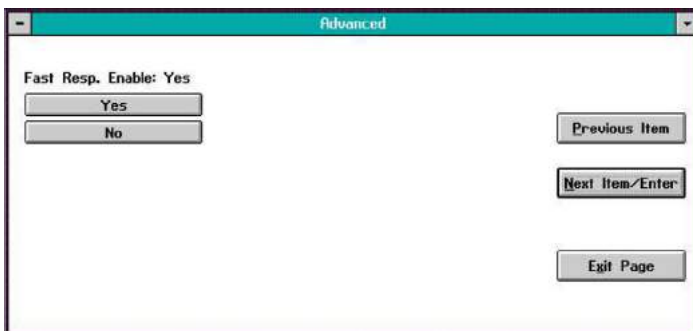 Advanced
Fast Resp. Enable: Yes
Yes
No
Previous Item
Next Item/Enter
Exit Page